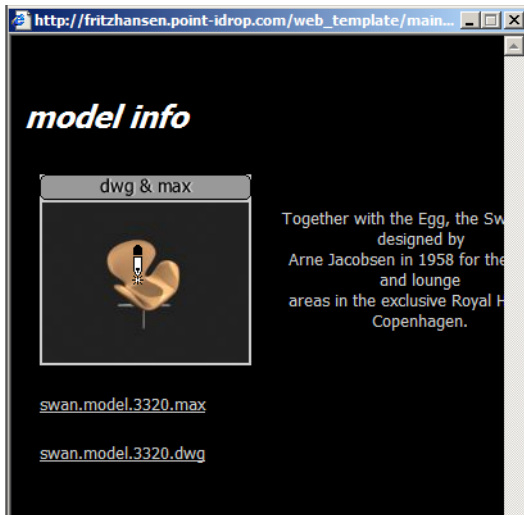 http://fritzhansen.point-idrop.com/web_template/main...
model info
dwg & max
Together with the Egg, the Sw
designed by
Arne Jacobsen in 1958 for the
and lounge
areas in the exclusive Royal H
Copenhagen.
swan.model.3320.max
swan.model.3320.dwg